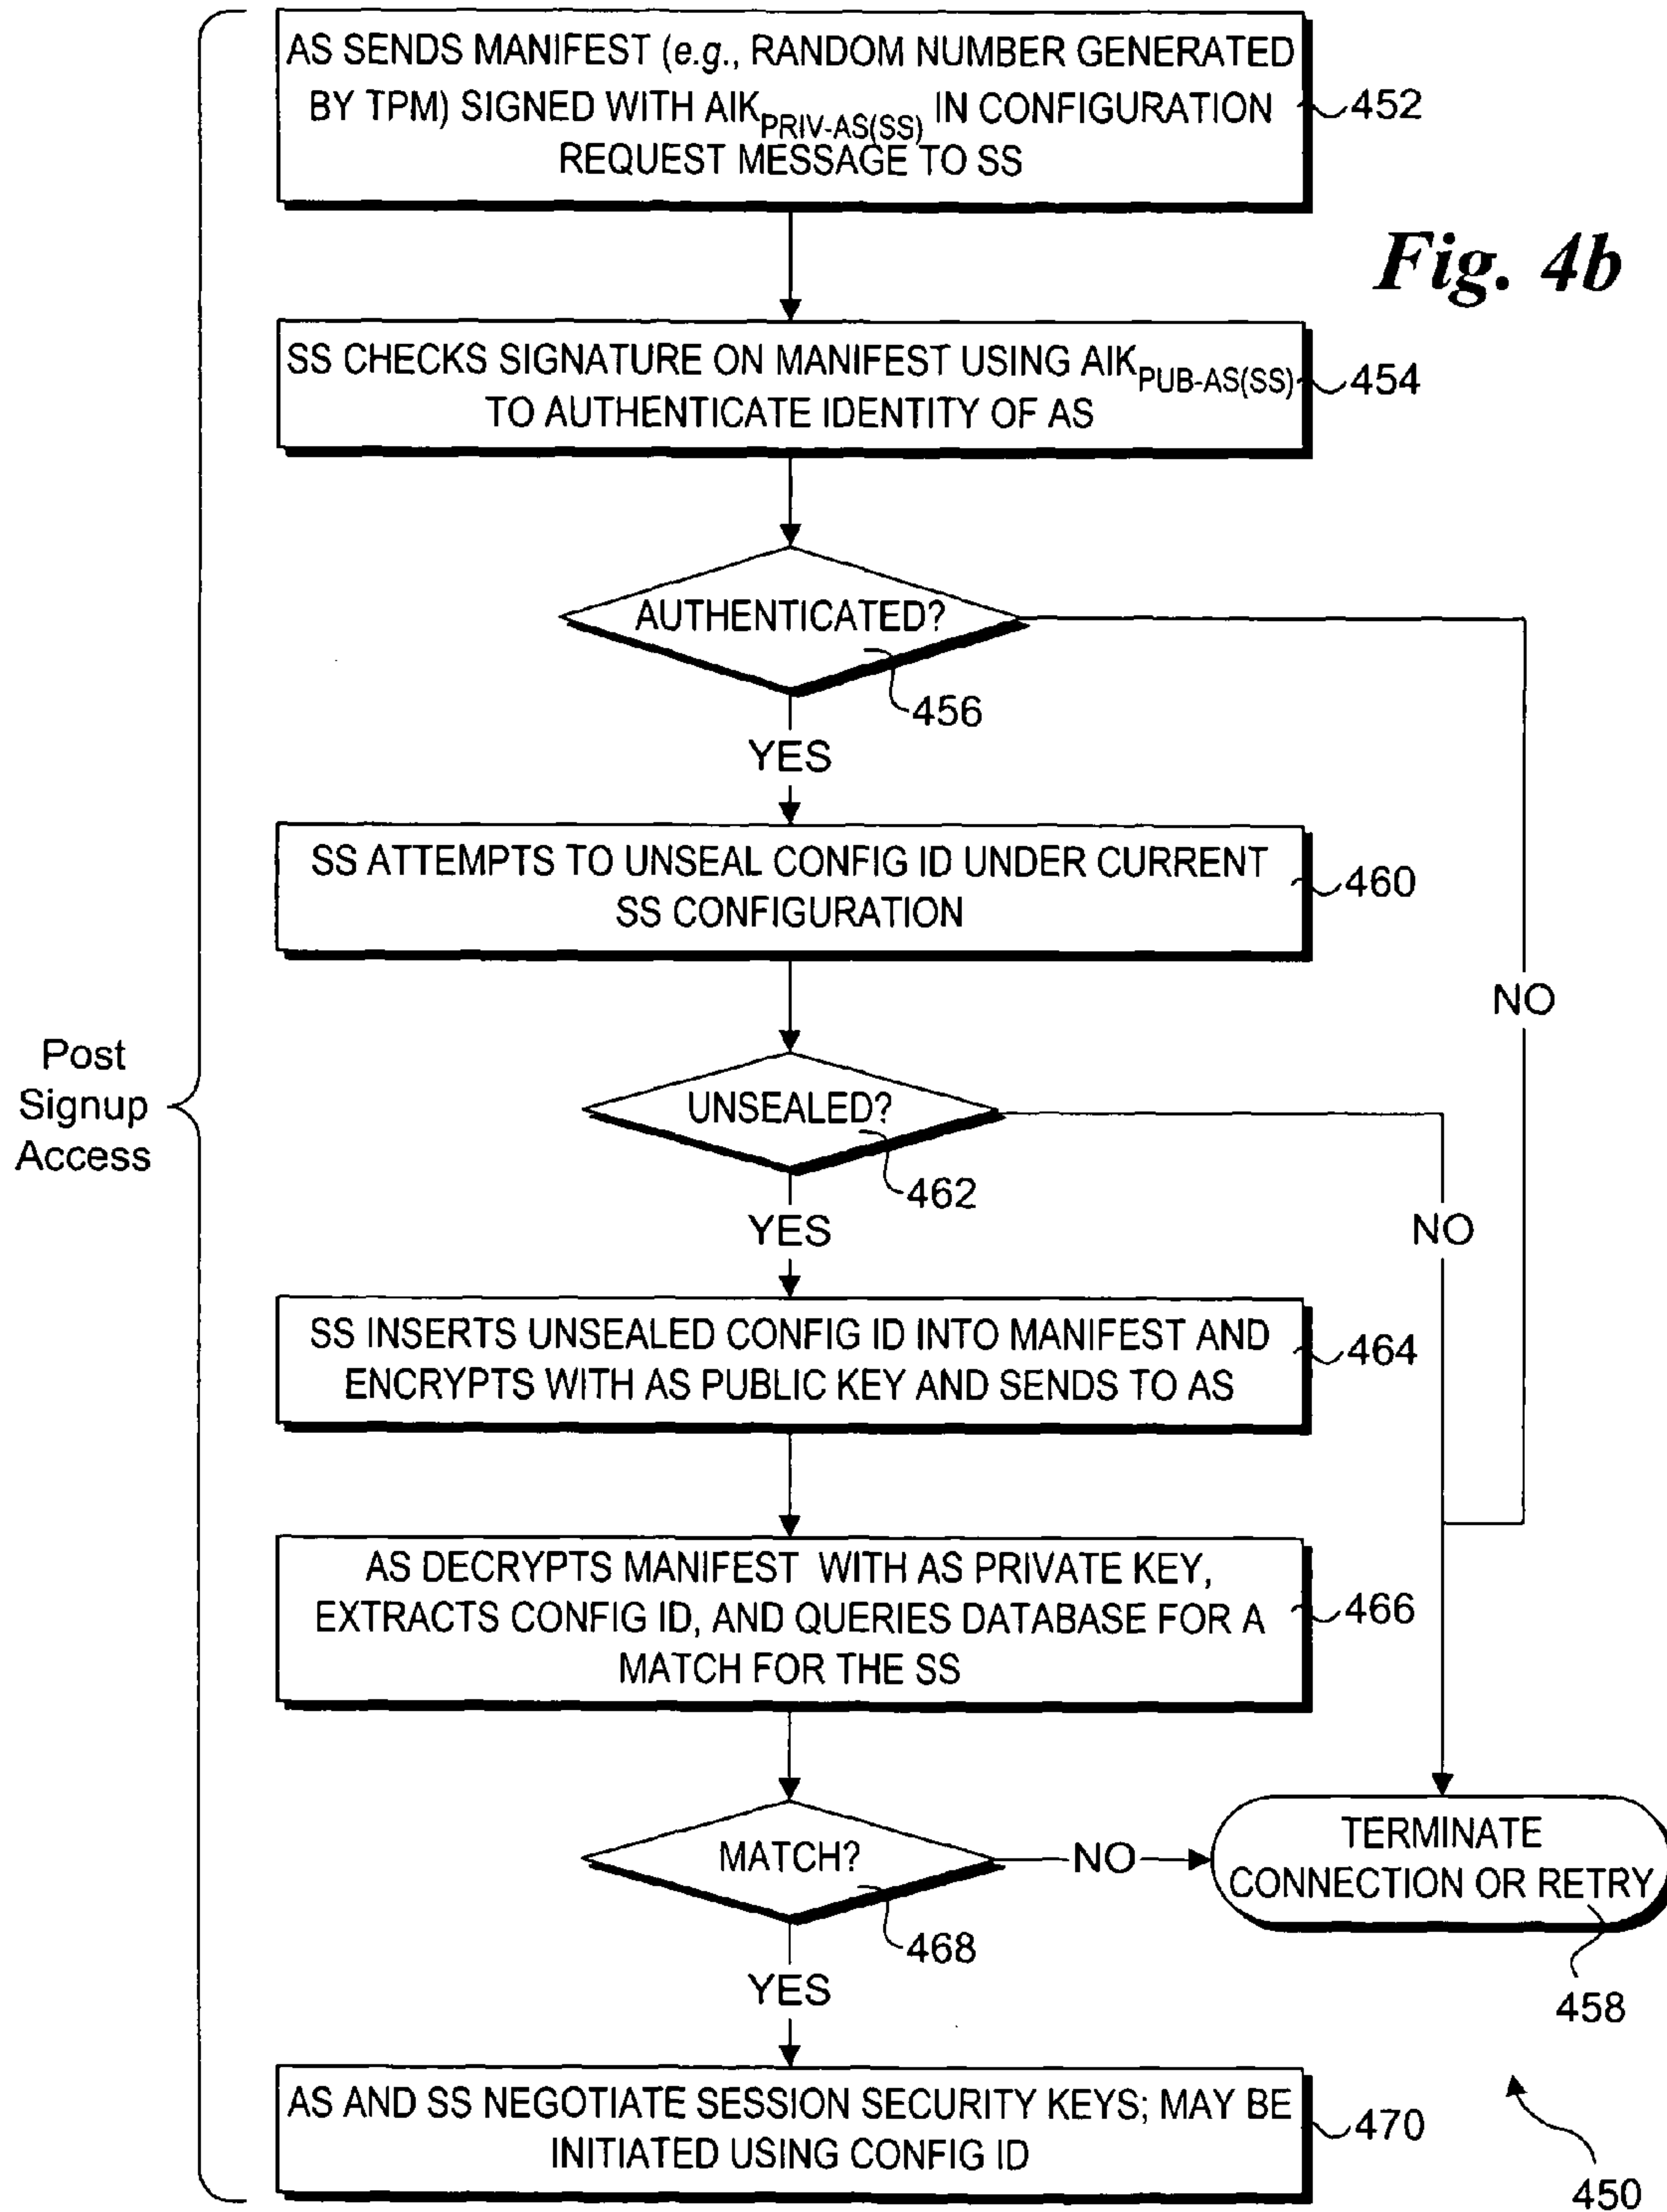 AS SENDS MANIFEST (e.g., RANDOM NUMBER GENERATED
BY TPM) SIGNED WITH AIK PRIV-AS(SS) IN CONFIGURATION
REQUEST MESSAGE TO SS
452
Fig. 4b
SS CHECKS SIGNATURE ON MANIFEST USING AIK PUB-AS(SS)
TO AUTHENTICATE IDENTITY OF AS
454
AUTHENTICATED?
456
YES
SS ATTEMPTS TO UNSEAL CONFIG ID UNDER CURRENT
SS CONFIGURATION
460
NO
Post
Signup
Access
UNSEALED?
462
YES
NO
SS INSERTS UNSEALED CONFIG ID INTO MANIFEST AND
ENCRYPTS WITH AS PUBLIC KEY AND SENDS TO AS
464
AS DECRYPTS MANIFEST WITH AS PRIVATE KEY,
EXTRACTS CONFIG ID, AND QUERIES DATABASE FOR A
MATCH FOR THE SS
466
MATCH?
NO
468
TERMINATE
CONNECTION OR RETRY
458
YES
AS AND SS NEGOTIATE SESSION SECURITY KEYS; MAY BE
INITIATED USING CONFIG ID
470
450